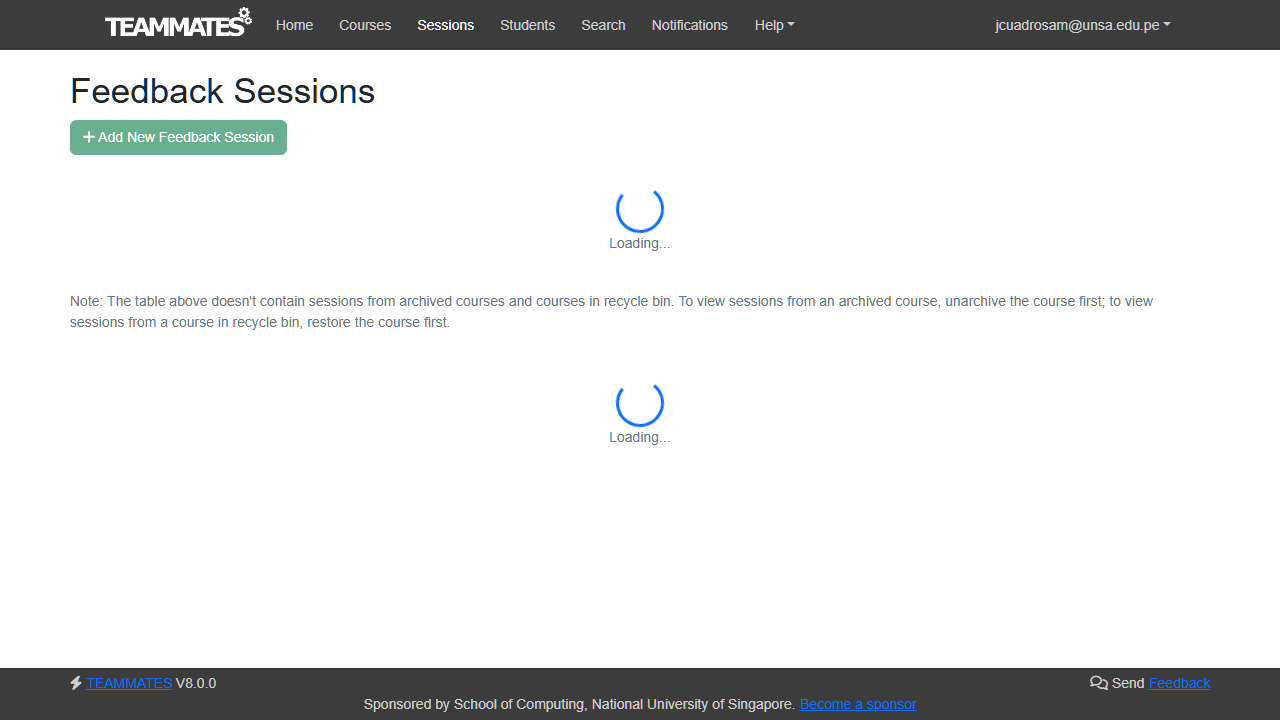 TEAMMATES Home Courses Sessions Students Search Notifications Help jcuadrosam@unsa.edu.pe
Feedback Sessions
+ Add New Feedback Session
Loading...
Note: The table above doesn't contain sessions from archived courses and courses in recycle bin. To view sessions from an archived course, unarchive the course first; to view
sessions from a course in recycle bin, restore the course first.
Loading...
TEAMMATES V8.0.0 Send Feedback
Sponsored by School of Computing, National University of Singapore. Become a sponsor